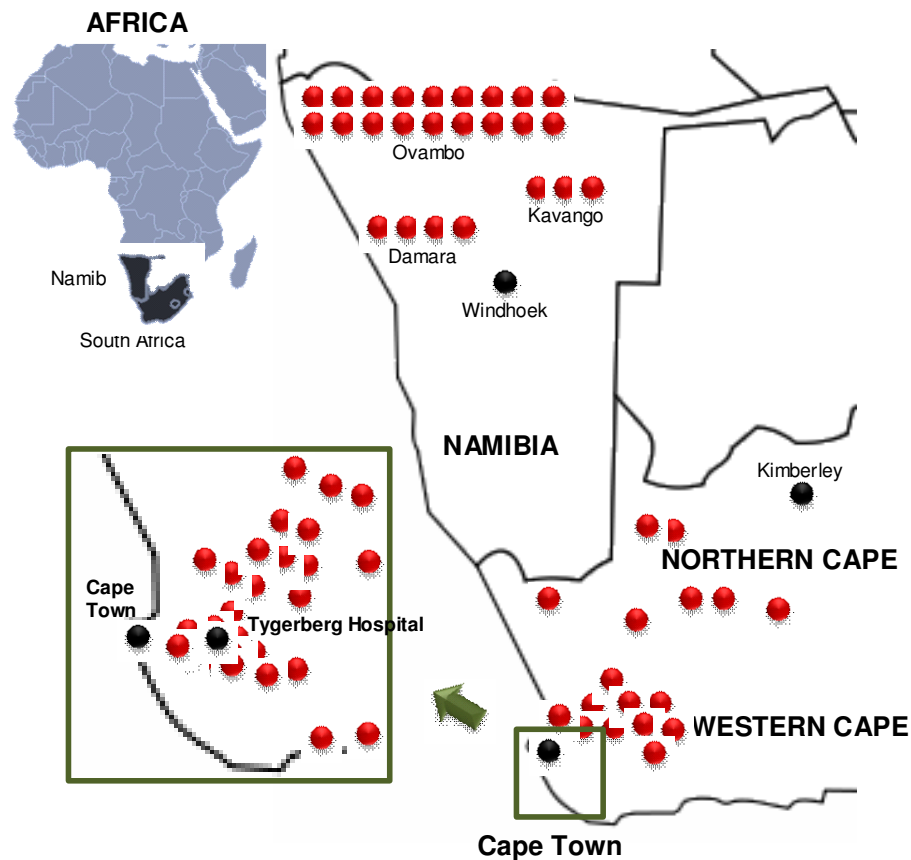 AFRICA
Ovambo
Kavango
Damara
Namib
Windhoek
South Africa
NAMIBIA
Kimberley
NORTHERN CAPE
Cape
Town
Tygerberg Hospital
WESTERN CAPE
Cape Town